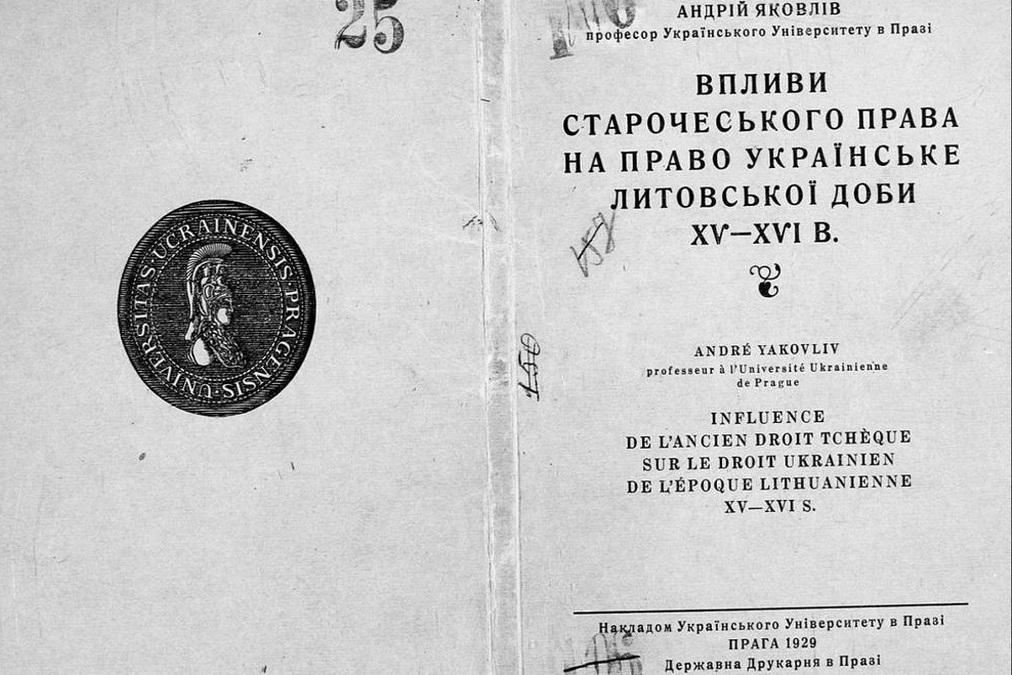 25
UNIVERSITAS·UCRAINENSIS·PRAGENSIS·
АНДРІЙ ЯКОВЛІВ
професор Українського Університету в Празі
ВПЛИВИ
СТАРОЧЕСЬКОГО ПРАВА
НА ПРАВО УКРАЇНСЬКЕ
ЛИТОВСЬКОЇ ДОБИ
XV—XVI В.
ANDRÉ YAKOVLIV
professeur à l'Université Ukrainienne
de Prague
INFLUENCE
DE L'ANCIEN DROIT TCHÈQUE
SUR LE DROIT UKRAINIEN
DE L'ÉPOQUE LITHUANIENNE
XV—XVI S.
Накладом Українського Університету в Празі
ПРАГА 1929
Державна Друкарня в Празі